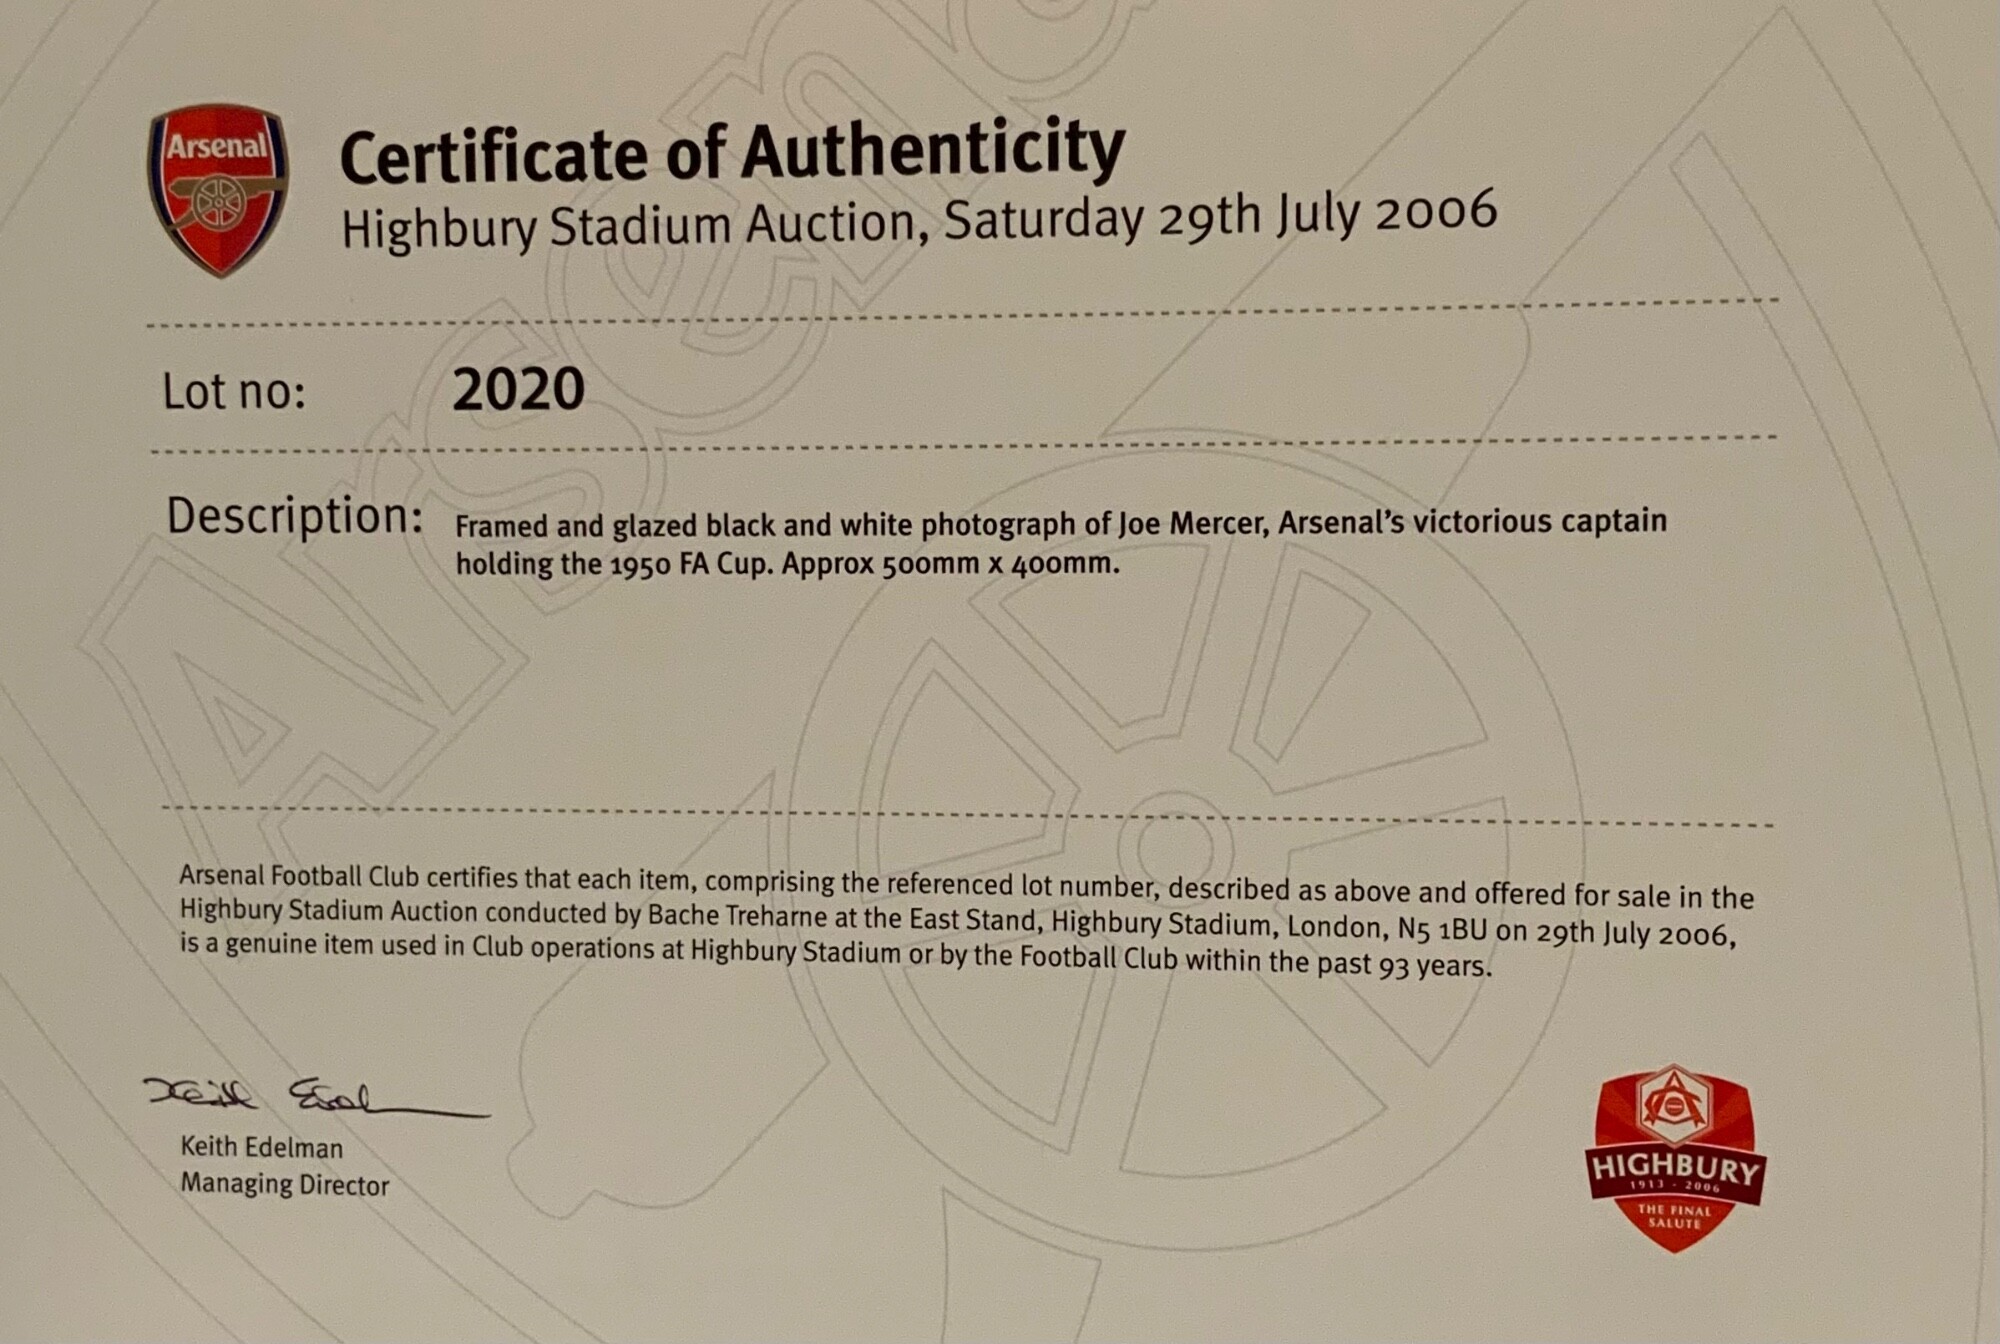 Arsenal
Certificate of Authenticity
Highbury Stadium Auction, Saturday 29th July 2006
Lot no: 2020
Description: Framed and glazed black and white photograph of Joe Mercer, Arsenal's victorious captain
holding the 1950 FA Cup. Approx 500mm x 400mm.
Arsenal Football Club certifies that each item, comprising the referenced lot number, described as above and offered for sale in the
Highbury Stadium Auction conducted by Bache Treharne at the East Stand, Highbury Stadium, London, N5 1BU on 29th July 2006,
is a genuine item used in Club operations at Highbury Stadium or by the Football Club within the past 93 years.
Keith Edelman
Managing Director
HIGHBURY
1913 - 2006
THE FINAL
SALUTE
Arsena